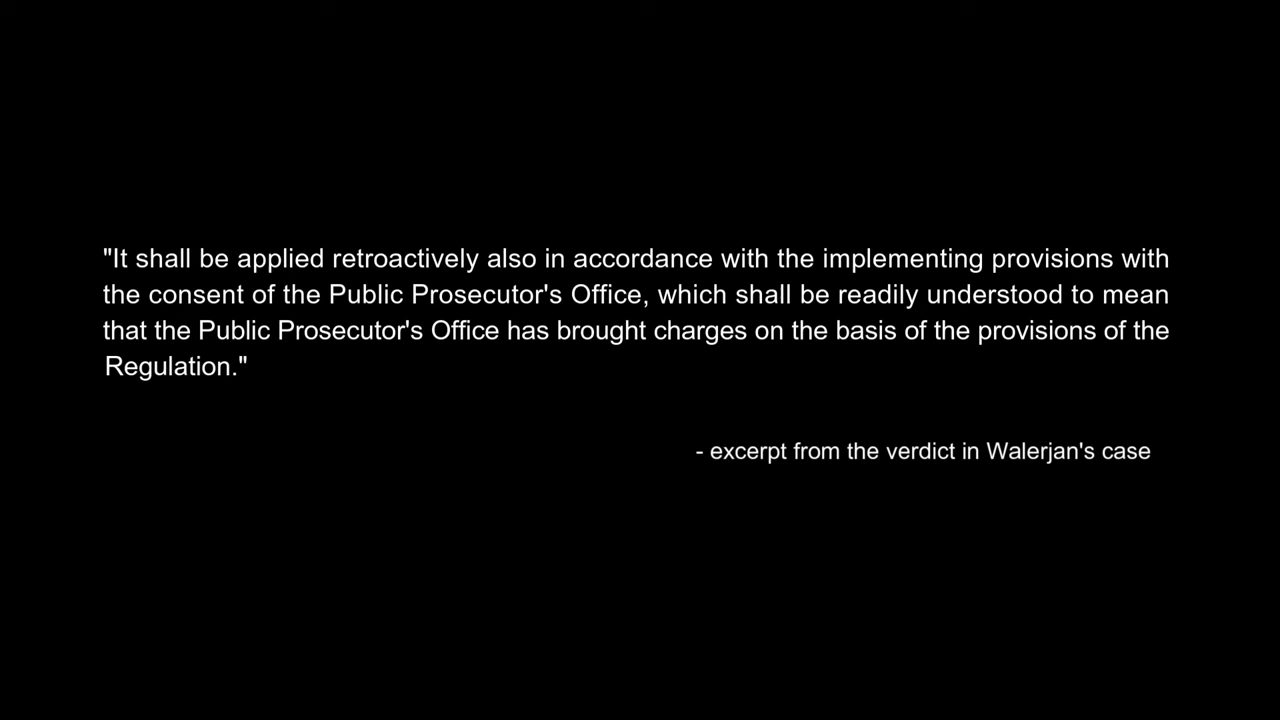 "It shall be applied retroactively also in accordance with the implementing provisions with
the consent of the Public Prosecutor's Office, which shall be readily understood to mean
that the Public Prosecutor's Office has brought charges on the basis of the provisions of the
Regulation."
- excerpt from the verdict in Walerjan's case